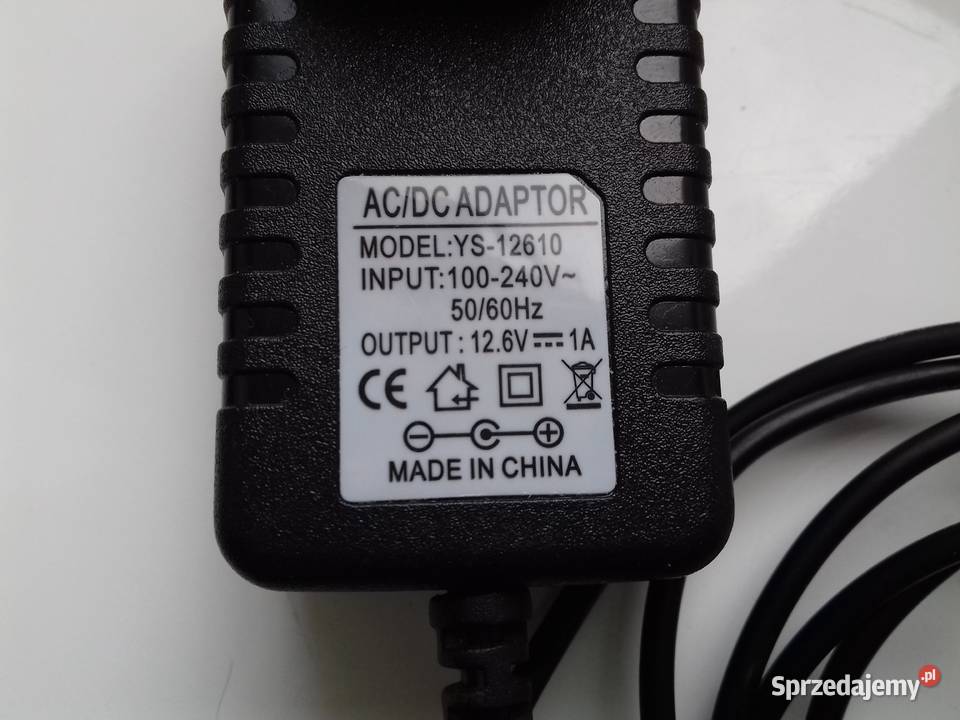 AC/DC ADAPTOR
MODEL:YS-12610
INPUT:100-240V~
50/60Hz
OUTPUT : 12.6V⎓1A
CE
MADE IN CHINA
Sprzedajemy.pl